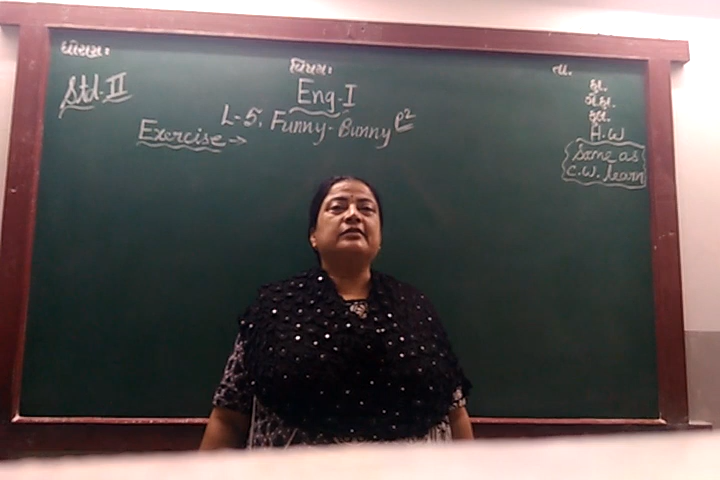 ધોરણ:
વિષય:
તા.
Std. II
Eng-I
L-5. Funny-Bunny
Exercise →
કુ.
કુલ.
H.W
Same as
C.W. learn